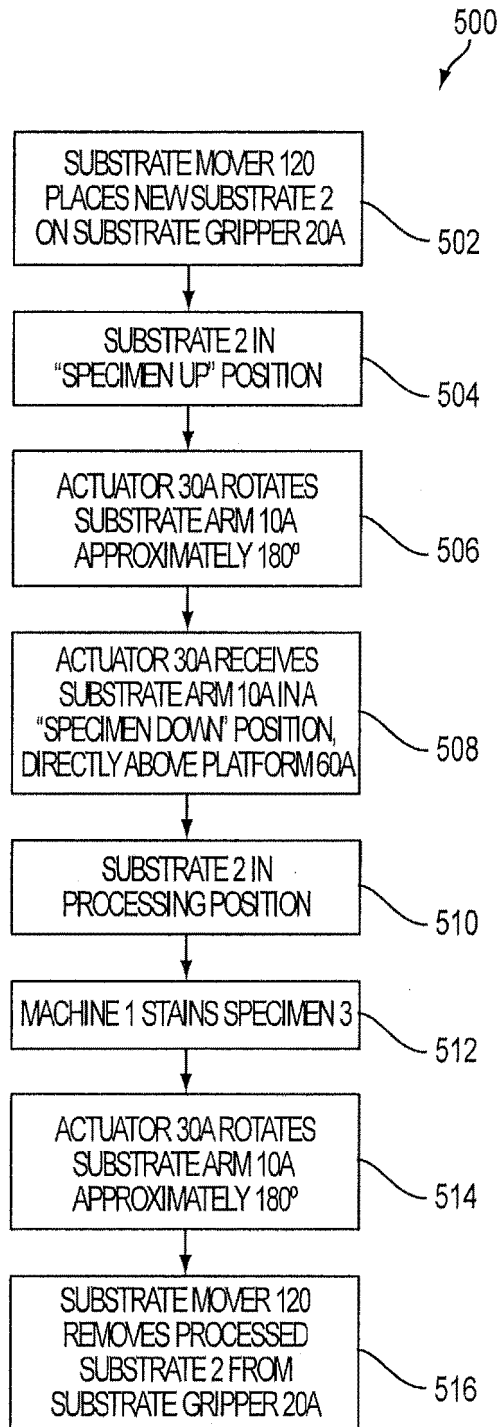 500
SUBSTRATE MOVER 120
PLACES NEW SUBSTRATE 2
ON SUBSTRATE GRIPPER 20A
502
SUBSTRATE 2 IN
“SPECIMEN UP” POSITION
504
ACTUATOR 30A ROTATES
SUBSTRATE ARM 10A
APPROXIMATELY 180º
506
ACTUATOR 30A RECEIVES
SUBSTRATE ARM 10A IN A
“SPECIMEN DOWN” POSITION,
DIRECTLY ABOVE PLATFORM 60A
508
SUBSTRATE 2 IN
PROCESSING POSITION
510
MACHINE 1 STAINS SPECIMEN 3
512
ACTUATOR 30A ROTATES
SUBSTRATE ARM 10A
APPROXIMATELY 180º
514
SUBSTRATE MOVER 120
REMOVES PROCESSED
SUBSTRATE 2 FROM
SUBSTRATE GRIPPER 20A
516